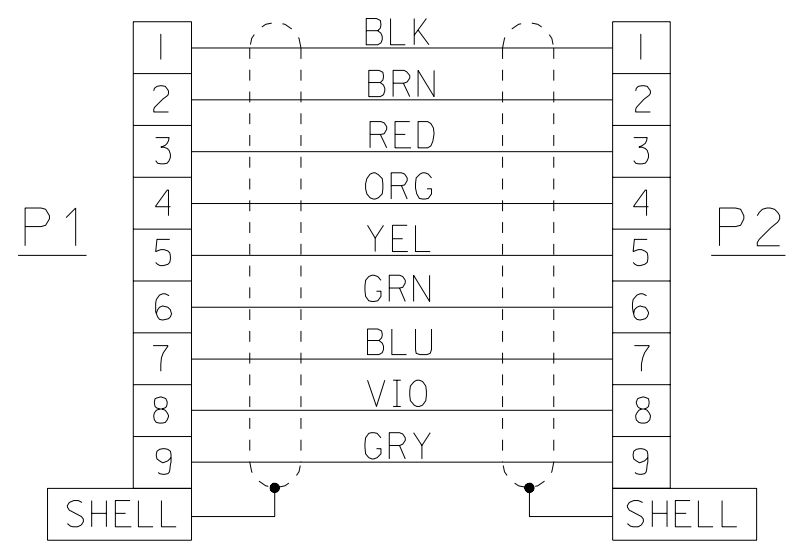 1 BLK 1
2 BRN 2
3 RED 3
4 ORG 4
P1 P2
5 YEL 5
6 GRN 6
7 BLU 7
8 VIO 8
9 GRY 9
SHELL SHELL